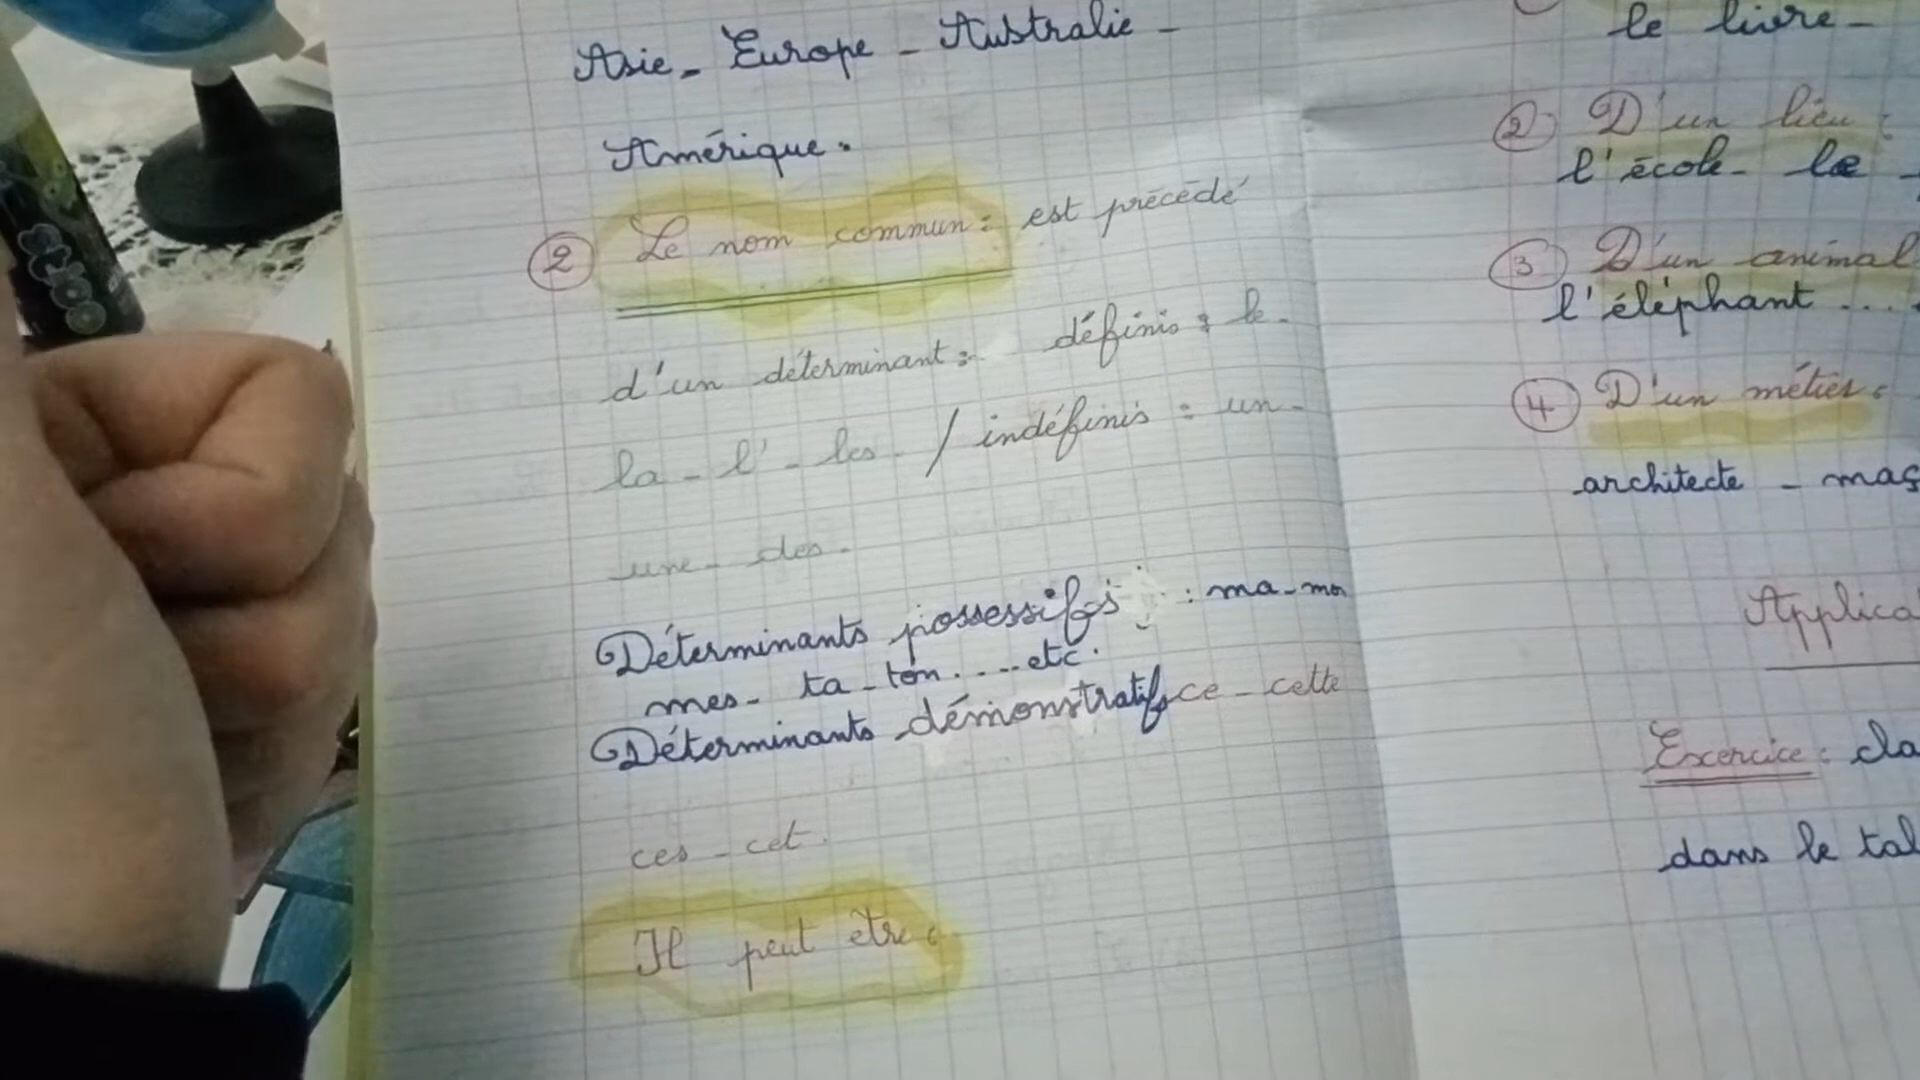 Asie - Europe - Australie -
Amérique.
② Le nom commun : est précédé
d'un déterminant : définis : le -
la - l' - les - / indéfinis : un -
une - des.
Déterminants possessifs : ma - mon
mes - ta - ton .... etc.
Déterminants démonstratifs ce - cette
ces - cet.
Il peut être :
le livre -
② D'un lieu :
l'école - la -
③ D'un animal
l'éléphant ....
④ D'un métier :
architecte - maç
Applica
Excercice : cla
dans le tal